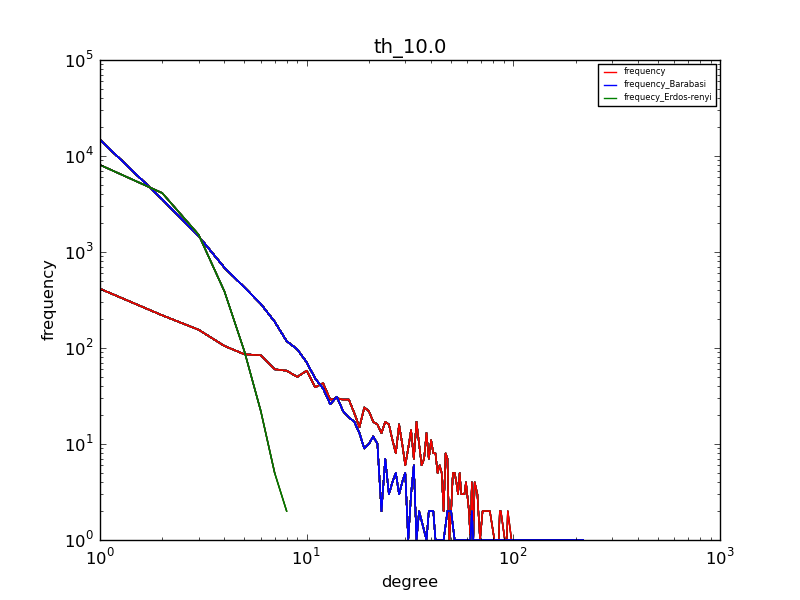 th_10.0
frequency
frequency_Barabasi
frequecy_Erdos-renyi
10^5
10^4
10^3
10^2
10^1
10^0
frequency
10^0 10^1 10^2 10^3
degree